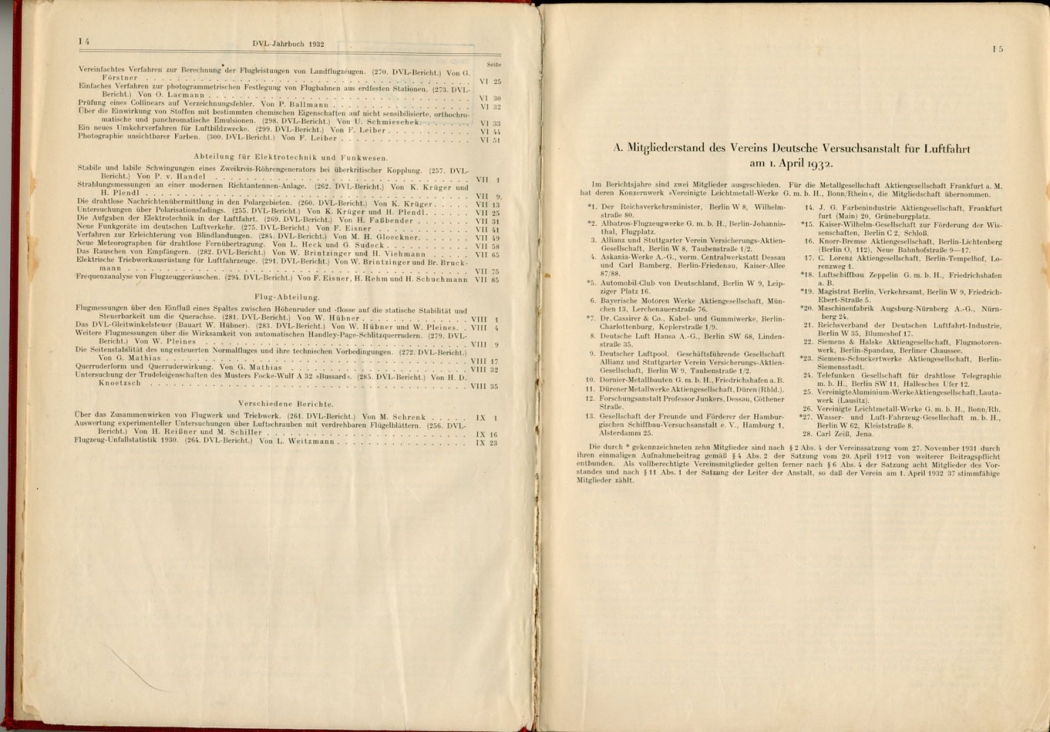 I 4
DVL-Jahrbuch 1932
Seite
Vereinfachtes Verfahren zur Berechnung der Flugleistungen von Landflugzeugen. (270. DVL-Bericht.) Von G.
Förstner . . . VI 25
Einfaches Verfahren zur photogrammetrischen Festlegung von Flugbahnen aus erdfesten Stationen. (273. DVL-
Bericht.) Von O. Lacmann . . . VI 30
Prüfung eines Collinears auf Verzeichnungsfehler. Von P. Raltmann . . . VI 32
Über die Einwirkung von Stoffen mit bestimmten chemischen Eigenschaften auf nicht sensibilisierte, orthochro-
matische und panchromatische Emulsionen. (298. DVL-Bericht.) Von U. Schmieschek . . . VI 33
Ein neues Umkehrverfahren für Luftbildzwecke. (299. DVL-Bericht.) Von F. Leiber . . . VI 44
Photographie unsichtbarer Farben. (300. DVL-Bericht.) Von F. Leiber . . . VI 51
Abteilung für Elektrotechnik und Funkwesen.
Stabile und labile Schwingungen eines Zweikreis-Röhrengenerators bei überkritischer Kopplung. (257. DVL-
Bericht.) Von P. v. Handel . . . VII 1
Strahlungsmessungen an einer modernen Richtantennen-Anlage. (262. DVL-Bericht.) Von K. Krüger und
H. Plendl . . . VII 9
Die drahtlose Nachrichtenübermittlung in den Polargebieten. (260. DVL-Bericht.) Von K. Krüger . . . VII 13
Untersuchungen über Polarisationsfadings. (255. DVL-Bericht.) Von K. Krüger und H. Plendl . . . VII 25
Die Aufgaben der Elektrotechnik in der Luftfahrt. (269. DVL-Bericht.) Von H. Faßbender . . . VII 31
Neue Funkgeräte im deutschen Luftverkehr. (275. DVL-Bericht.) Von F. Eisner . . . VII 41
Verfahren zur Erleichterung von Blindlandungen. (284. DVL-Bericht.) Von M. H. Gloeckner . . . VII 49
Neue Meteorographen für drahtlose Fernübertragung. Von L. Heck und G. Sudeck . . . VII 58
Das Rauschen von Empfängern. (282. DVL-Bericht.) Von W. Brintzinger und H. Viehmann . . . VII 65
Elektrische Triebwerkausrüstung für Luftfahrzeuge. (291. DVL-Bericht.) Von W. Brintzinger und Br. Bruck-
mann . . . VII 75
Frequenzanalyse von Flugzeuggeräuschen. (294. DVL-Bericht.) Von F. Eisner, H. Rehm und H. Schuchmann VII 85
Flug-Abteilung.
Flugmessungen über den Einfluß eines Spaltes zwischen Höhenruder und -flosse auf die statische Stabilität und
Steuerbarkeit um die Querachse. (281. DVL-Bericht.) Von W. Hübner . . . VIII 1
Das DVL-Gleitwinkelsteuer (Bauart W. Hübner). (283. DVL-Bericht.) Von W. Hübner und W. Pleines . . VIII 4
Weitere Flugmessungen über die Wirksamkeit von automatischen Handley-Page-Schlitzquerrudern. (279. DVL-
Bericht.) Von W. Pleines . . . VIII 9
Die Seitenstabilität des ungesteuerten Normalfluges und ihre technischen Vorbedingungen. (272. DVL-Bericht.)
Von G. Mathias . . . VIII 17
Querruderform und Querruderwirkung. Von G. Mathias . . . VIII 32
Untersuchung der Trudeleigenschaften des Musters Focke-Wulf A 32 »Bussard«. (285. DVL-Bericht.) Von H. D.
Knoetzsch . . . VIII 35
Verschiedene Berichte.
Über das Zusammenwirken von Flugwerk und Triebwerk. (261. DVL-Bericht.) Von M. Schrenk . . . IX 1
Auswertung experimenteller Untersuchungen über Luftschrauben mit verdrehbaren Flügelblättern. (256. DVL-
Bericht.) Von H. Reißner und M. Schiller . . . IX 16
Flugzeug-Unfallstatistik 1930. (264. DVL-Bericht.) Von L. Weitzmann . . . IX 23
I 5
A. Mitgliederstand des Vereins Deutsche Versuchsanstalt für Luftfahrt
am 1. April 1932.
Im Berichtsjahre sind zwei Mitglieder ausgeschieden. Für die Metallgesellschaft Aktiengesellschaft Frankfurt a. M.
hat deren Konzernwerk »Vereinigte Leichtmetall-Werke G. m. b. H., Bonn/Rhein«, die Mitgliedschaft übernommen.
*1. Der Reichsverkehrsminister, Berlin W 8, Wilhelm-
straße 80.
*2. Albatros-Flugzeugwerke G. m. b. H., Berlin-Johannis-
thal, Flugplatz.
3. Allianz und Stuttgarter Verein Versicherungs-Aktien-
Gesellschaft, Berlin W 8, Taubenstraße 1/2.
4. Askania-Werke A.-G., vorm. Centralwerkstatt Dessau
und Carl Bamberg, Berlin-Friedenau, Kaiser-Allee
87/88.
*5. Automobil-Club von Deutschland, Berlin W 9, Leip-
ziger Platz 16.
6. Bayerische Motoren Werke Aktiengesellschaft, Mün-
chen 13, Lerchenauerstraße 76.
*7. Dr. Cassirer & Co., Kabel- und Gummiwerke, Berlin-
Charlottenburg, Keplerstraße 1/9.
8. Deutsche Luft Hansa A.-G., Berlin SW 68, Linden-
straße 35.
9. Deutscher Luftpool. Geschäftsführende Gesellschaft
Allianz und Stuttgarter Verein Versicherungs-Aktien-
Gesellschaft, Berlin W 9, Taubenstraße 1/2.
10. Dornier-Metallbauten G. m. b. H., Friedrichshafen a. B.
11. Dürener Metallwerke Aktiengesellschaft, Düren (Rhld.).
12. Forschungsanstalt Professor Junkers, Dessau, Cöthener
Straße.
13. Gesellschaft der Freunde und Förderer der Hambur-
gischen Schiffbau-Versuchsanstalt e. V., Hamburg 1,
Alsterdamm 25.
14. J. G. Farbenindustrie Aktiengesellschaft, Frankfurt
furt (Main) 20, Grüneburgplatz.
*15. Kaiser-Wilhelm-Gesellschaft zur Förderung der Wis-
senschaften, Berlin C 2, Schloß.
16. Knorr-Bremse Aktiengesellschaft, Berlin-Lichtenberg
(Berlin O, 112), Neue Bahnhofstraße 9—17.
17. C. Lorenz Aktiengesellschaft, Berlin-Tempelhof, Lo-
renzweg 1.
*18. Luftschiffbau Zeppelin G. m. b. H., Friedrichshafen
a. B.
*19. Magistrat Berlin, Verkehrsamt, Berlin W 9, Friedrich-
Ebert-Straße 5.
*20. Maschinenfabrik Augsburg-Nürnberg A.-G., Nürn-
berg 24.
21. Reichsverband der Deutschen Luftfahrt-Industrie,
Berlin W 35, Blumeshof 17.
22. Siemens & Halske Aktiengesellschaft, Flugmotoren-
werk, Berlin-Spandau, Berliner Chaussee.
*23. Siemens-Schuckertwerke Aktiengesellschaft, Berlin-
Siemensstadt.
24. Telefunken Gesellschaft für drahtlose Telegraphie
m. b. H., Berlin SW 11, Hallesches Ufer 12.
25. Vereinigte Aluminium-Werke Aktiengesellschaft, Lauta-
werk (Lausitz).
26. Vereinigte Leichtmetall-Werke G. m. b. H., Bonn/Rh.
*27. Wasser- und Luft-Fahrzeug-Gesellschaft m. b. H.,
Berlin W 62, Kleiststraße 8.
28. Carl Zeiß, Jena.
Die durch * gekennzeichneten zehn Mitglieder sind nach § 2 Abs. 4 der Vereinssatzung vom 27. November 1931 durch
ihren einmaligen Aufnahmebeitrag gemäß § 4 Abs. 2 der Satzung vom 20. April 1912 von weiterer Beitragspflicht
entbunden. Als vollberechtigte Vereinsmitglieder gelten ferner nach § 6 Abs. 4 der Satzung acht Mitglieder des Vor-
standes und nach § 11 Abs. 1 der Satzung der Leiter der Anstalt, so daß der Verein am 1. April 1932 37 stimmfähige
Mitglieder zählt.